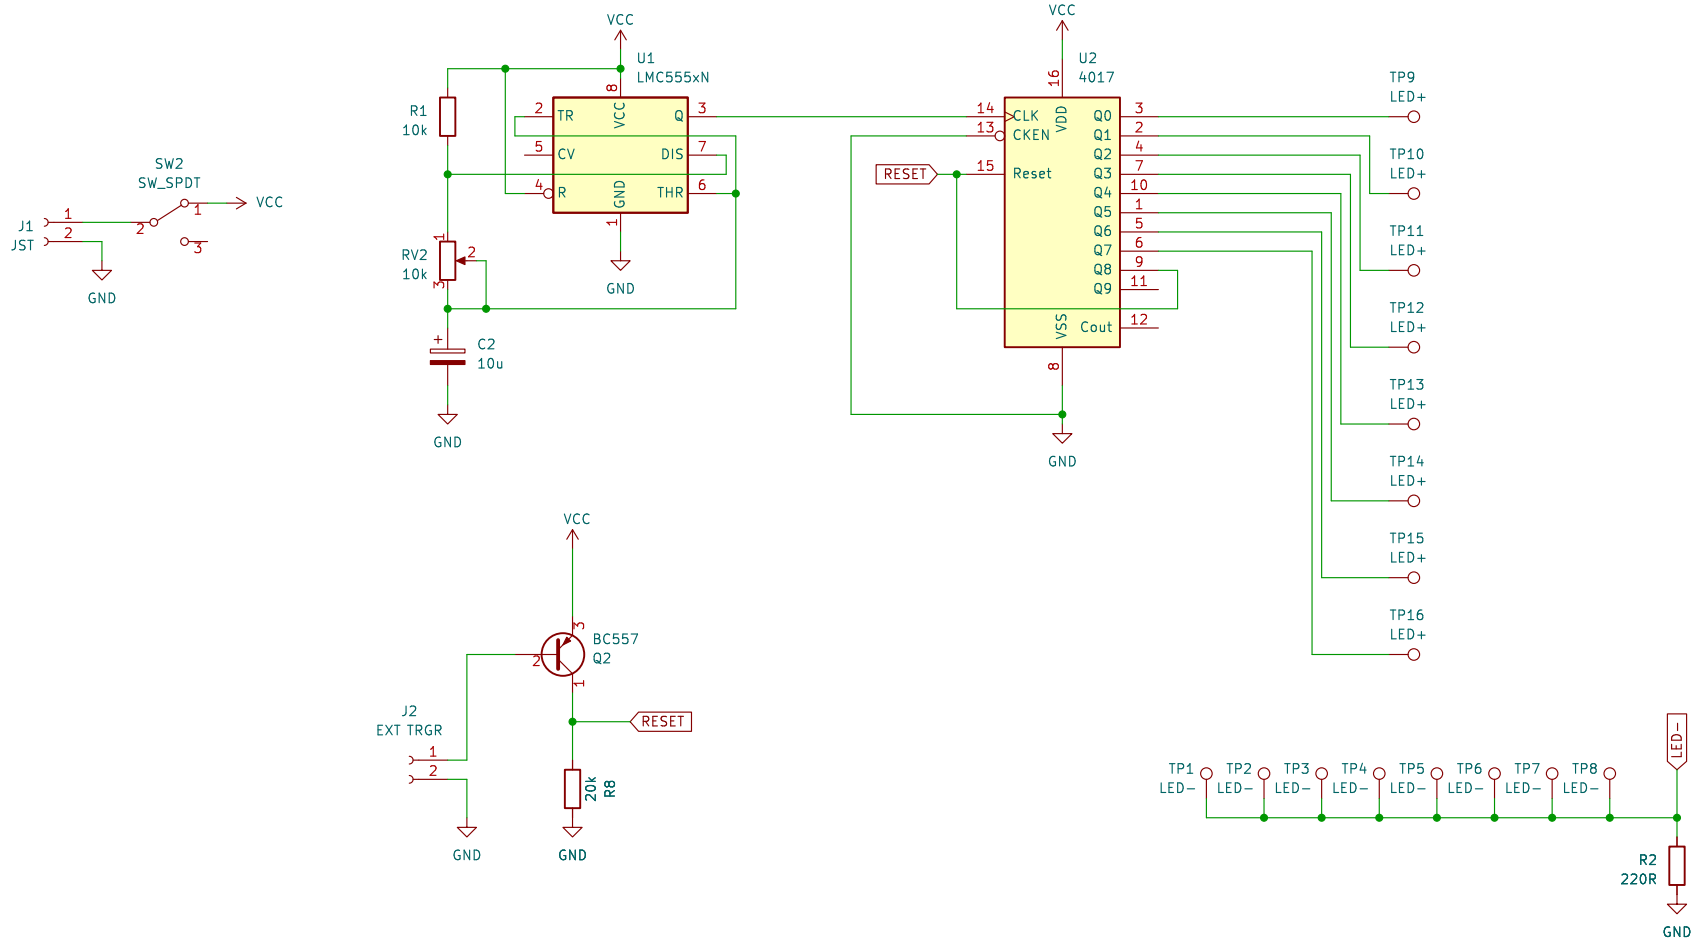 VCC
U1
LMC555xN
8
R1
10k
2
TR
VCC
Q
3
5
CV
DIS
7
4
R
GND
THR
6
1
GND
SW2
SW_SPDT
J1
JST
1
2
2
1
3
VCC
GND
RV2
10k
1
2
3
+
C2
10u
GND
VCC
U2
4017
16
14
CLK
VDD
Q0
3
13
CKEN
Q1
2
Q2
4
RESET
15
Reset
Q3
7
Q4
10
Q5
1
Q6
5
Q7
6
Q8
9
Q9
11
VSS
Cout
12
8
GND
TP9
LED+
TP10
LED+
TP11
LED+
TP12
LED+
TP13
LED+
TP14
LED+
TP15
LED+
TP16
LED+
VCC
3
BC557
Q2
2
1
RESET
J2
EXT TRGR
1
2
20k
R8
GND
GND
LED-
TP1
LED-
TP2
LED-
TP3
LED-
TP4
LED-
TP5
LED-
TP6
LED-
TP7
LED-
TP8
LED-
R2
220R
GND